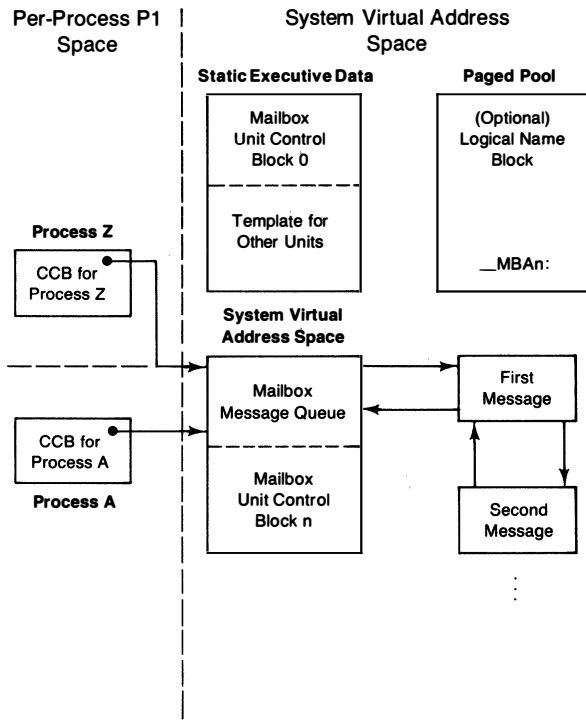 Per-Process P1
Space
System Virtual Address
Space
Static Executive Data
Mailbox
Unit Control
Block 0
Template for
Other Units
Paged Pool
(Optional)
Logical Name
Block
__MBAn:
Process Z
CCB for
Process Z
System Virtual
Address Space
Mailbox
Message Queue
Mailbox
Unit Control
Block n
First
Message
Second
Message
CCB for
Process A
Process A